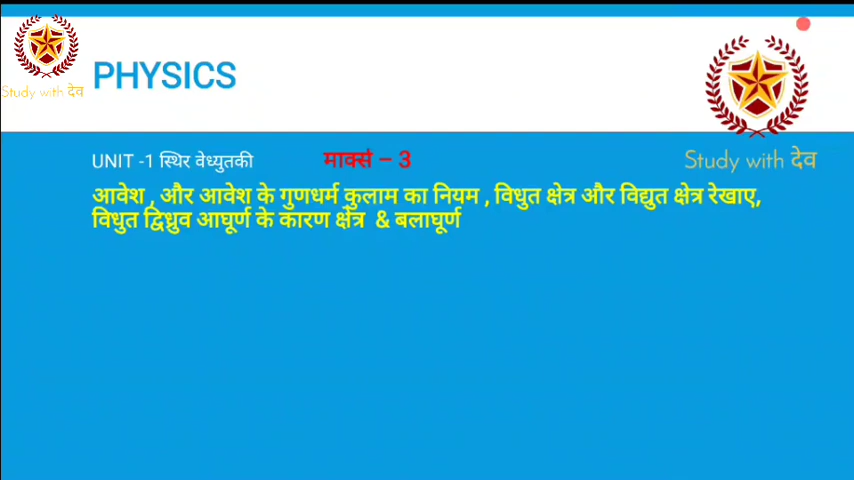 PHYSICS
Study with देव
UNIT -1 स्थिर वेध्युतकी मार्क्स – 3
Study with देव
आवेश , और आवेश के गुणधर्म कुलाम का नियम , विधुत क्षेत्र और विद्युत क्षेत्र रेखाए,
विधुत द्विध्रुव आघूर्ण के कारण क्षेत्र & बलाघूर्ण